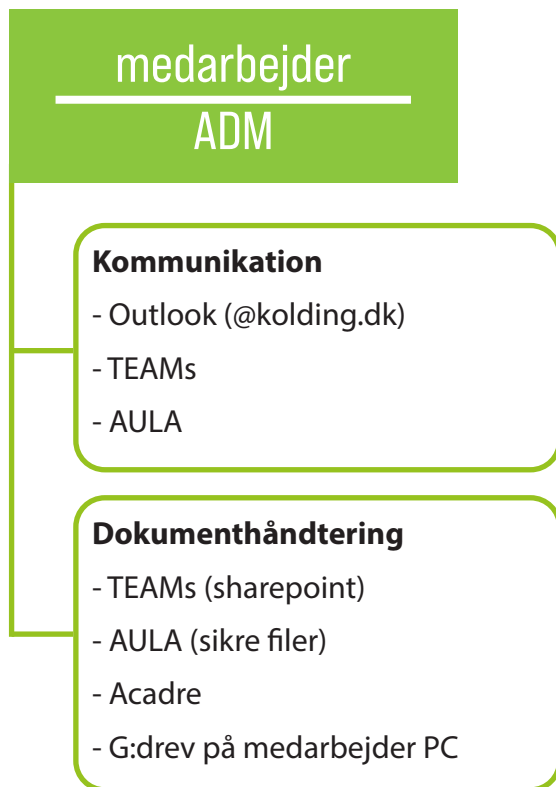 medarbejder
ADM
Kommunikation
- Outlook (@kolding.dk)
- TEAMs
- AULA
Dokumenthåndtering
- TEAMs (sharepoint)
- AULA (sikre filer)
- Acadre
- G:drev på medarbejder PC